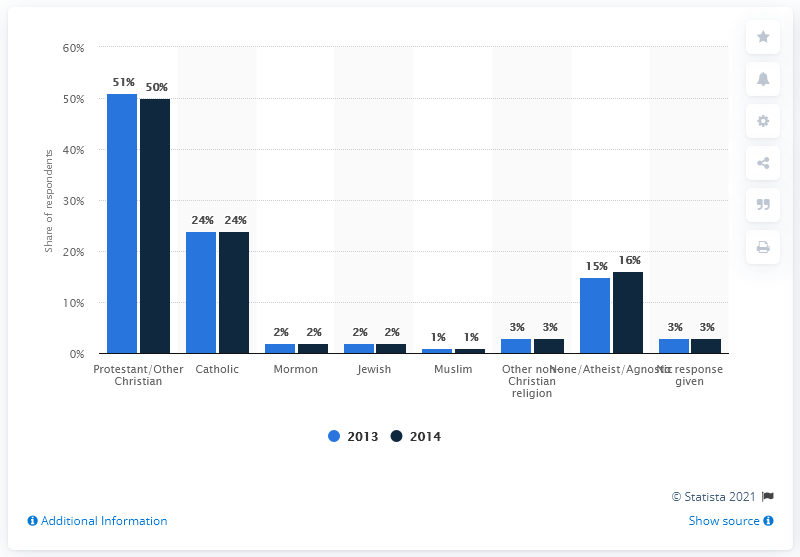 60%
50%
40%
30%
20%
10%
0%
Share of respondents
51% 50%
24% 24%
2% 2%
2% 2%
1% 1%
3% 3%
15% 16%
3% 3%
Protestant/Other
Christian
Catholic
Mormon
Jewish
Muslim
Other non-
Christian
religion
None/Atheist/Agnostic
No response
given
2013 2014
© Statista 2021
Additional Information
Show source